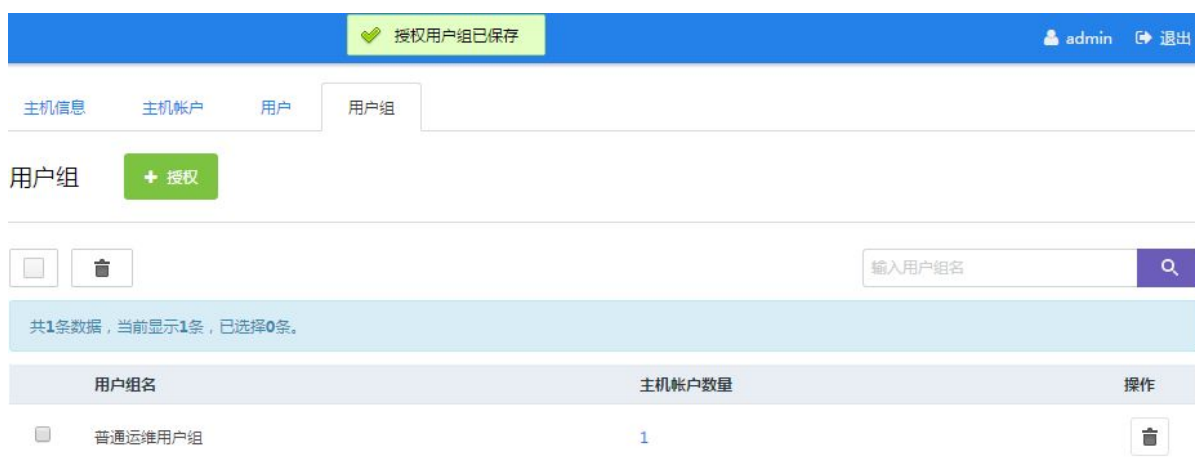 授权用户组已保存
admin 退出
主机信息 主机帐户 用户 用户组
用户组 + 授权
输入用户组名
共1条数据，当前显示1条，已选择0条。
用户组名 主机帐户数量 操作
普通运维用户组 1